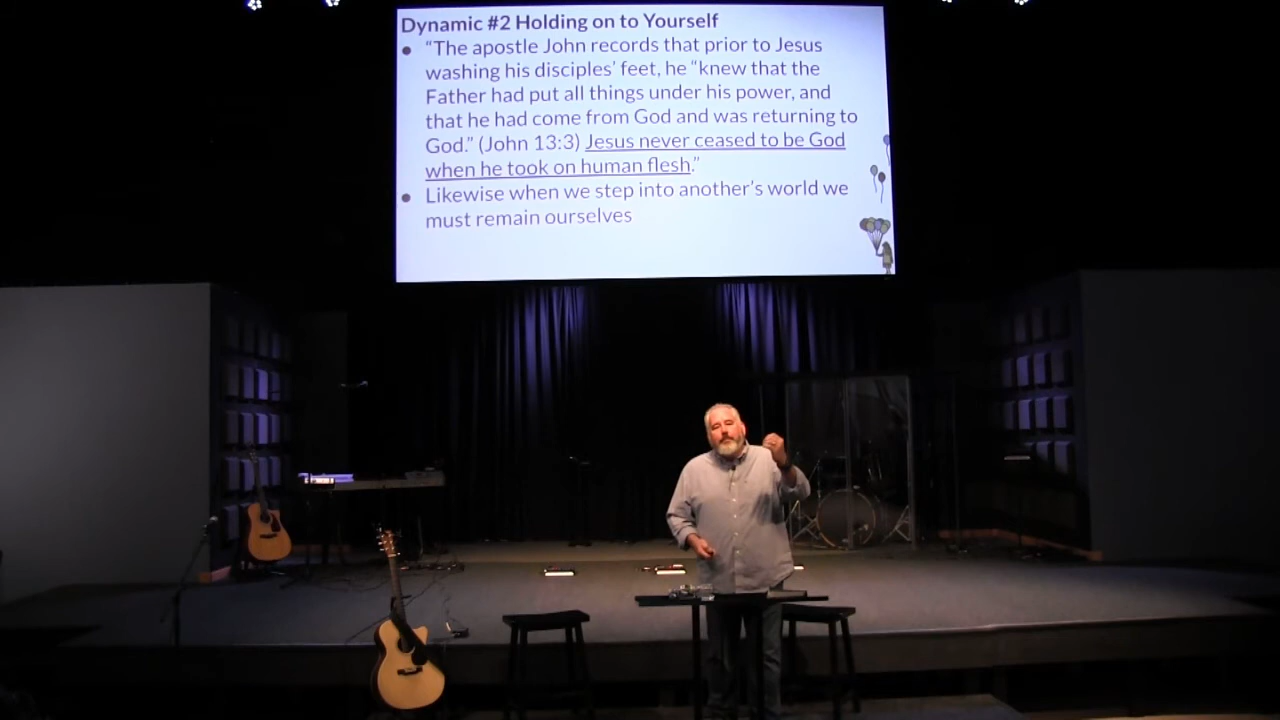 Dynamic #2 Holding on to Yourself
● “The apostle John records that prior to Jesus
washing his disciples’ feet, he “knew that the
Father had put all things under his power, and
that he had come from God and was returning to
God.” (John 13:3) Jesus never ceased to be God
when he took on human flesh.”
● Likewise when we step into another’s world we
must remain ourselves